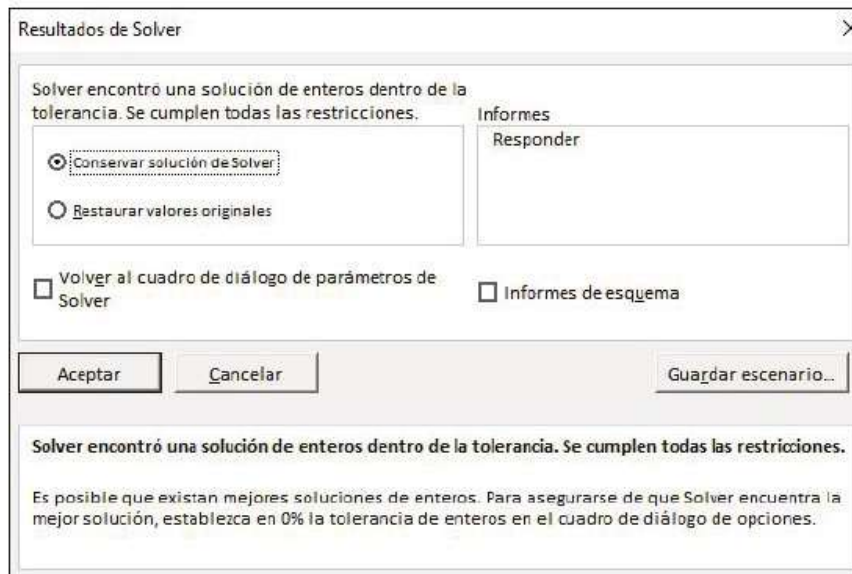 Resultados de Solver
Solver encontró una solución de enteros dentro de la
tolerancia. Se cumplen todas las restricciones.
Informes
Responder
Conservar solución de Solver
Restaurar valores originales
Volver al cuadro de diálogo de parámetros de
Solver
Informes de esquema
Aceptar
Cancelar
Guardar escenario...
Solver encontró una solución de enteros dentro de la tolerancia. Se cumplen todas las restricciones.
Es posible que existan mejores soluciones de enteros. Para asegurarse de que Solver encuentra la
mejor solución, establezca en 0% la tolerancia de enteros en el cuadro de diálogo de opciones.